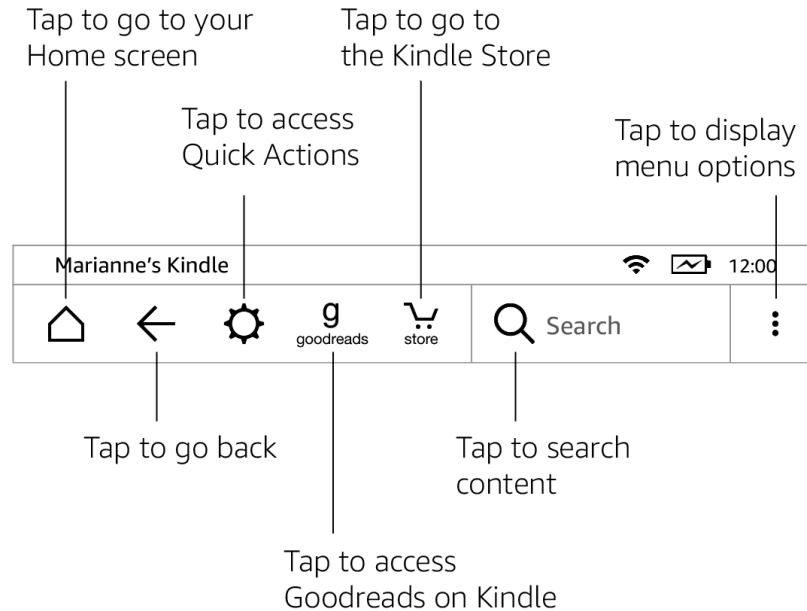 Tap to go to your
Home screen
Tap to go to
the Kindle Store
Tap to access
Quick Actions
Tap to display
menu options
Marianne's Kindle
12:00
g
goodreads
store
Search
Tap to go back
Tap to search
content
Tap to access
Goodreads on Kindle